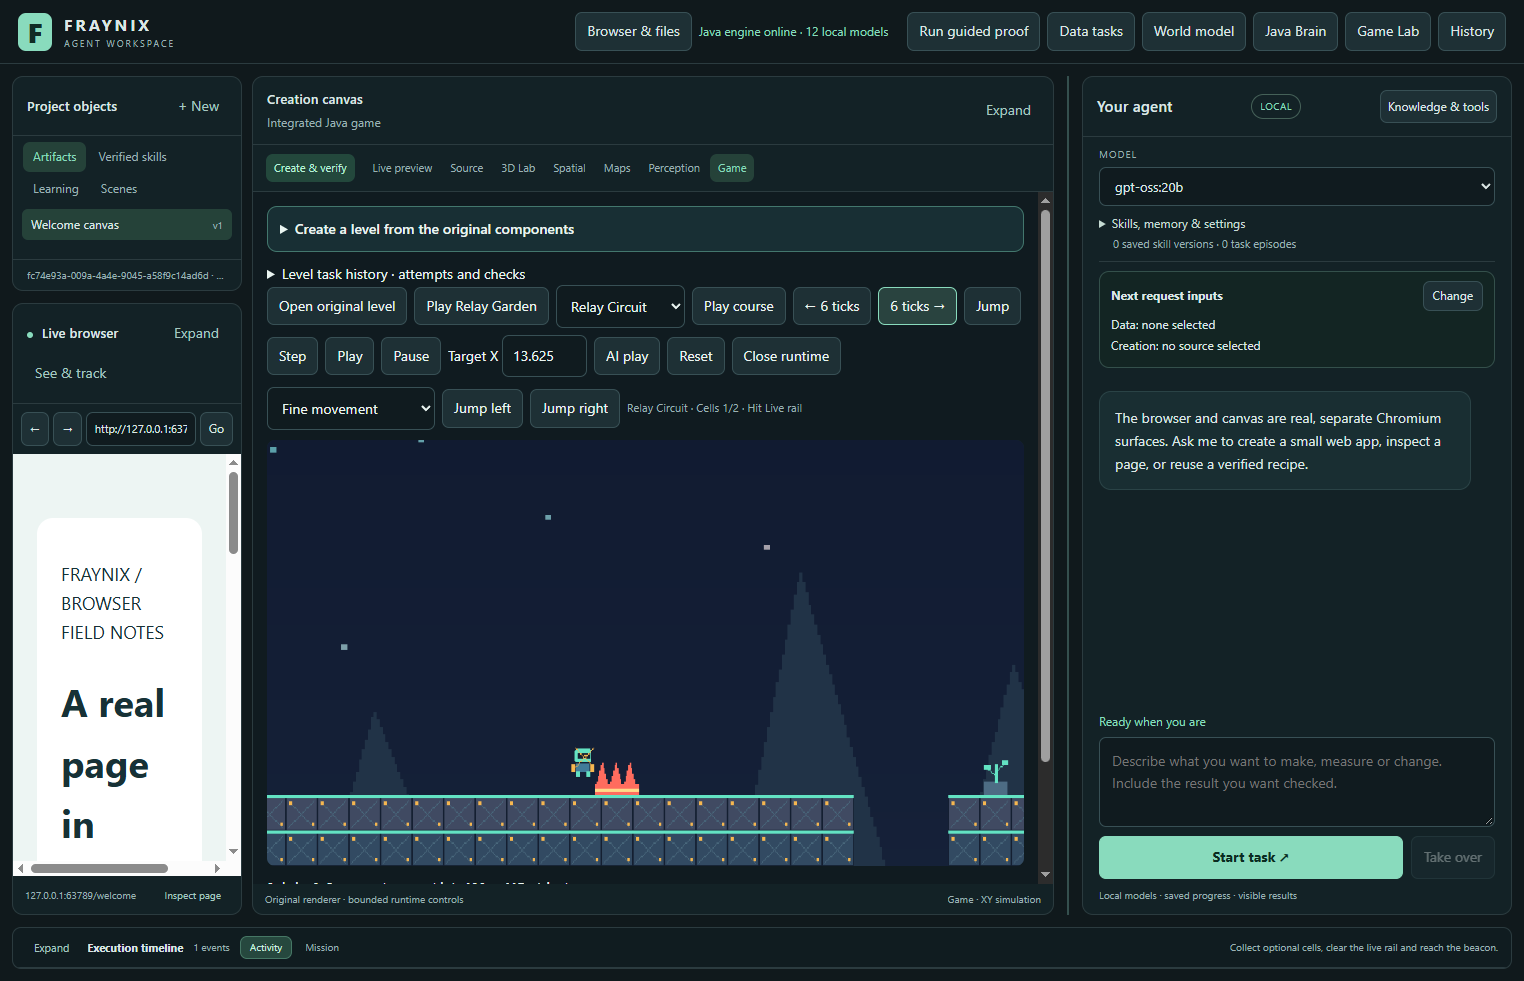 F FRAYNIX
AGENT WORKSPACE
Browser & files
Java engine online · 12 local models
Run guided proof
Data tasks
World model
Java Brain
Game Lab
History
Project objects
+ New
Artifacts
Verified skills
Learning
Scenes
Welcome canvas v1
fc74e93a-009a-4a4e-9045-a58f9c14ad6d · ...
Live browser
Expand
See & track
← → http://127.0.0.1:637 Go
FRAYNIX /
BROWSER
FIELD NOTES
A real
page
in
127.0.0.1:63789/welcome
Inspect page
Creation canvas
Integrated Java game
Expand
Create & verify
Live preview
Source
3D Lab
Spatial
Maps
Perception
Game
▶ Create a level from the original components
▶ Level task history · attempts and checks
Open original level
Play Relay Garden
Relay Circuit
Play course
← 6 ticks
6 ticks →
Jump
Step
Play
Pause
Target X 13.625
AI play
Reset
Close runtime
Fine movement
Jump left
Jump right
Relay Circuit · Cells 1/2 · Hit Live rail
Original renderer · bounded runtime controls
Game · XY simulation
Your agent
LOCAL
Knowledge & tools
MODEL
gpt-oss:20b
▶ Skills, memory & settings
0 saved skill versions · 0 task episodes
Next request inputs
Change
Data: none selected
Creation: no source selected
The browser and canvas are real, separate Chromium
surfaces. Ask me to create a small web app, inspect a
page, or reuse a verified recipe.
Ready when you are
Describe what you want to make, measure or change.
Include the result you want checked.
Start task ↗
Take over
Local models · saved progress · visible results
Expand
Execution timeline
1 events
Activity
Mission
Collect optional cells, clear the live rail and reach the beacon.